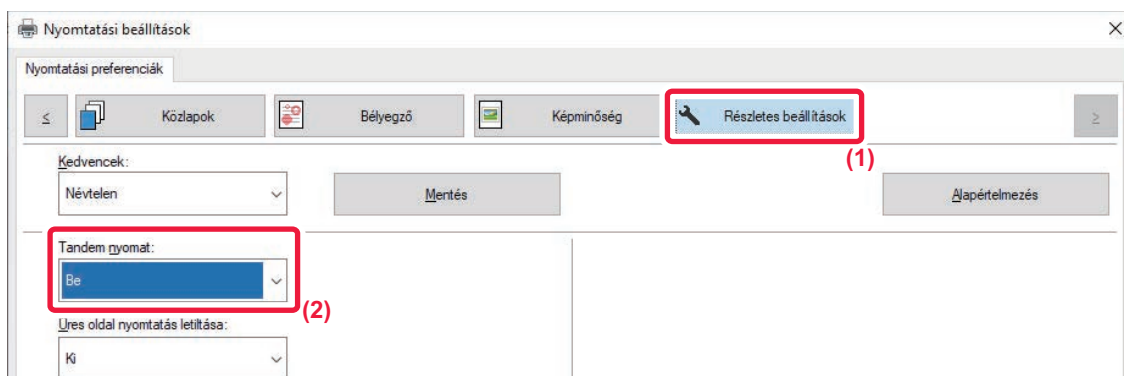 Nyomtatási beállítások
Nyomtatási preferenciák
< Közlapok Bélyegző Képminőség Részletes beállítások >
(1)
Kedvencek:
Névtelen Mentés Alapértelmezés
Tandem nyomat:
Be
(2)
Üres oldal nyomtatás letiltása:
Ki